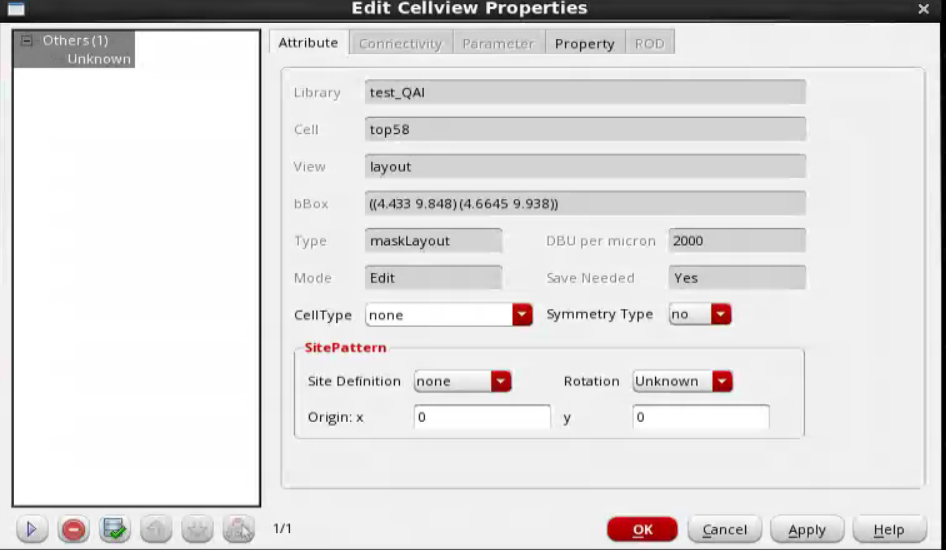 Edit Cellview Properties
Others (1)
Unknown
Attribute Connectivity Parameter Property ROD
Library test_QAI
Cell top58
View layout
bBox ((4.433 9.848) (4.6645 9.938))
Type maskLayout DBU per micron 2000
Mode Edit Save Needed Yes
CellType none Symmetry Type no
SitePattern
Site Definition none Rotation Unknown
Origin: x 0 y 0
1/1 OK Cancel Apply Help